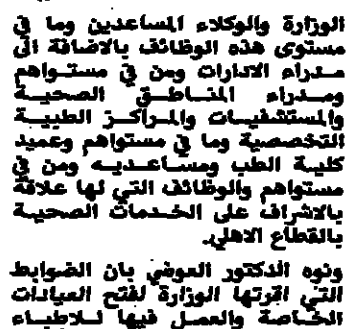 الوزارة والوكلاء المساعدين وما في
مستوى هذه الوظائف بالاضافة الى
مدراء الادارات ومن في مستواهم
ومدراء المناطق الصحية
والمستشفيات والمراكز الطبية
التخصصية وما في مستواهم وعميد
كلية الطب ومساعديه ومن في
مستواهم والوظائف التي لها علاقة
بالاشراف على الخدمات الصحية
بالقطاع الاهلي.
ونوه الدكتور العوضي بان الضوابط
التي اقرتها الوزارة لفتح العيادات
الخاصة والعمل فيها للاطباء